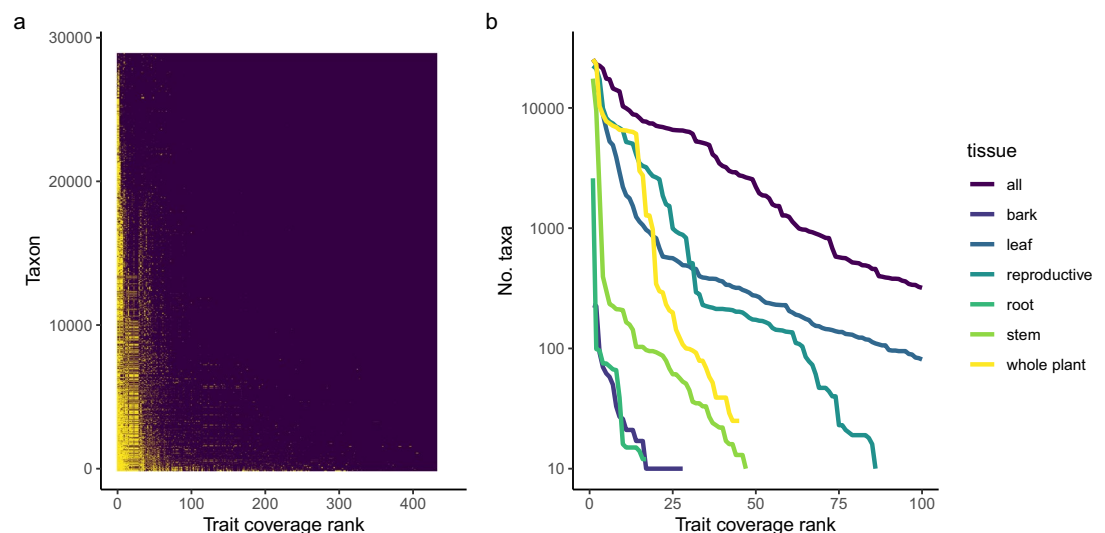 a
30000
20000
10000
0
Taxon
0 100 200 300 400
Trait coverage rank
b
10000
1000
100
10
No. taxa
0 25 50 75 100
Trait coverage rank
tissue
all
bark
leaf
reproductive
root
stem
whole plant